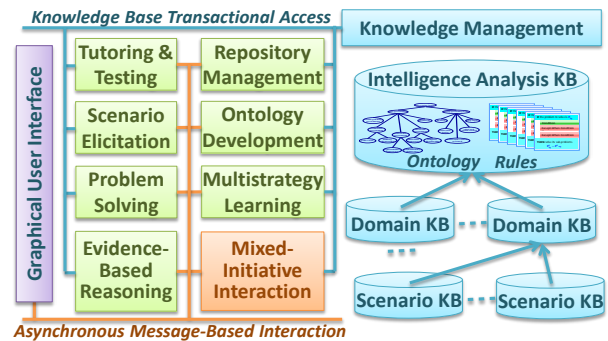 Knowledge Base Transactional Access
Knowledge Management
Graphical User Interface
Tutoring &
Testing
Repository
Management
Scenario
Elicitation
Ontology
Development
Problem
Solving
Multistrategy
Learning
Evidence-
Based
Reasoning
Mixed-
Initiative
Interaction
Asynchronous Message-Based Interaction
Intelligence Analysis KB
Ontology Rules
Domain KB
Domain KB
Scenario KB
Scenario KB